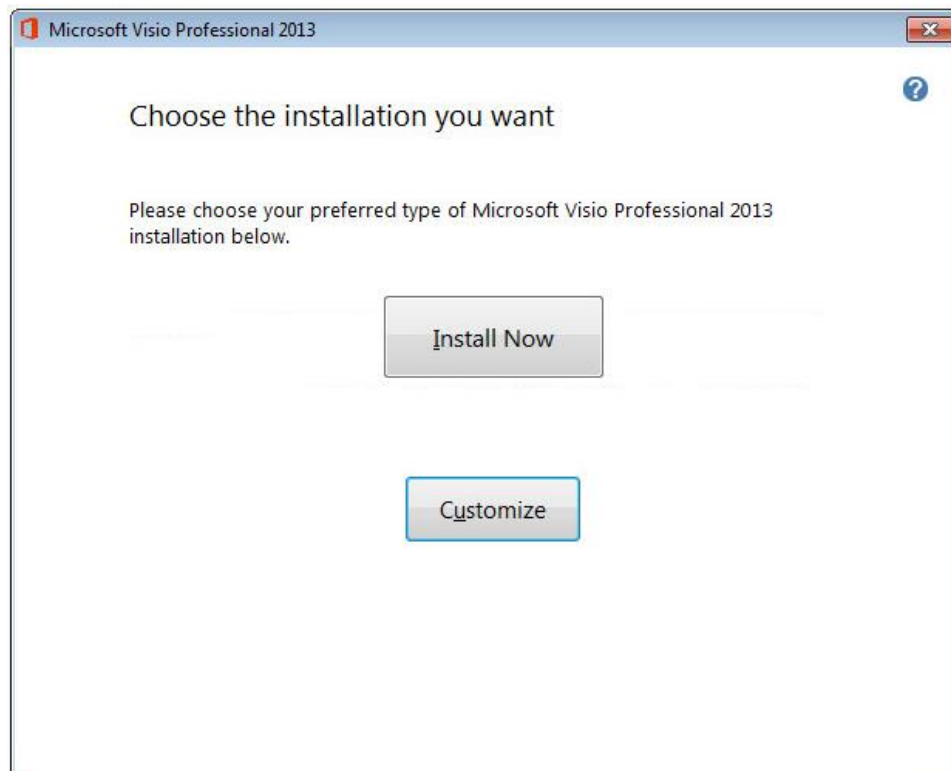 Microsoft Visio Professional 2013
Choose the installation you want
Please choose your preferred type of Microsoft Visio Professional 2013
installation below.
Install Now
Customize